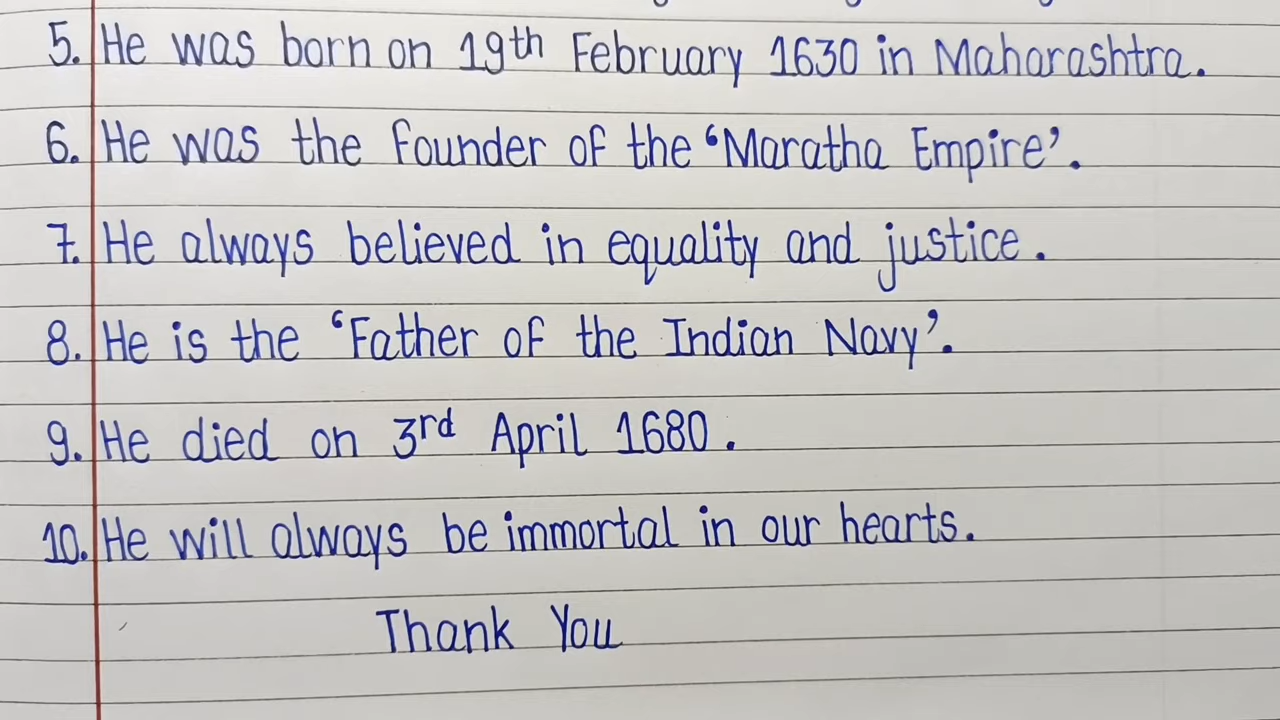 5. He was born on 19th February 1630 in Maharashtra.
6. He was the founder of the ‘Maratha Empire’.
7. He always believed in equality and justice.
8. He is the ‘Father of the Indian Navy’.
9. He died on 3rd April 1680.
10. He will always be immortal in our hearts.
Thank You